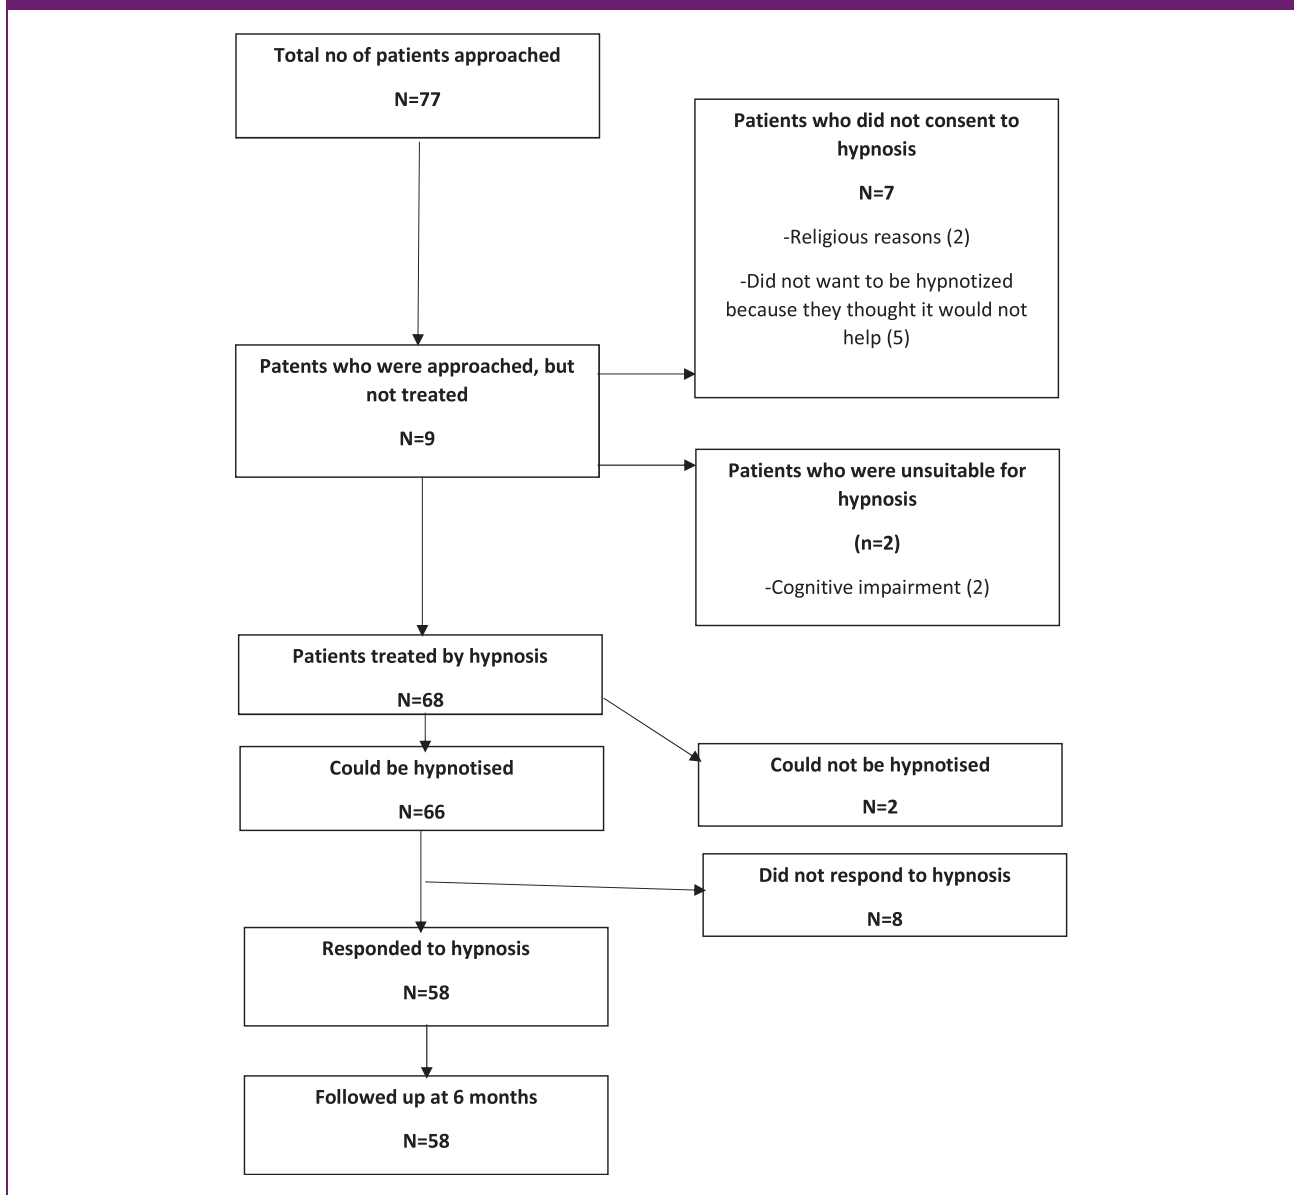 Total no of patients approached
N=77
Patients who did not consent to
hypnosis
N=7
-Religious reasons (2)
-Did not want to be hypnotized
because they thought it would not
help (5)
Patents who were approached, but
not treated
N=9
Patients who were unsuitable for
hypnosis
(n=2)
-Cognitive impairment (2)
Patients treated by hypnosis
N=68
Could be hypnotised
N=66
Could not be hypnotised
N=2
Did not respond to hypnosis
N=8
Responded to hypnosis
N=58
Followed up at 6 months
N=58